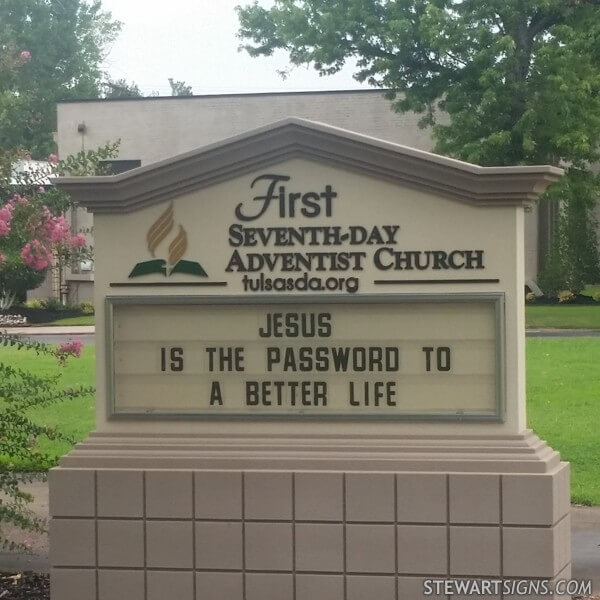 First
SEVENTH-DAY
ADVENTIST CHURCH
tulsasda.org
JESUS
IS THE PASSWORD TO
A BETTER LIFE
STEWARTSIGNS.COM